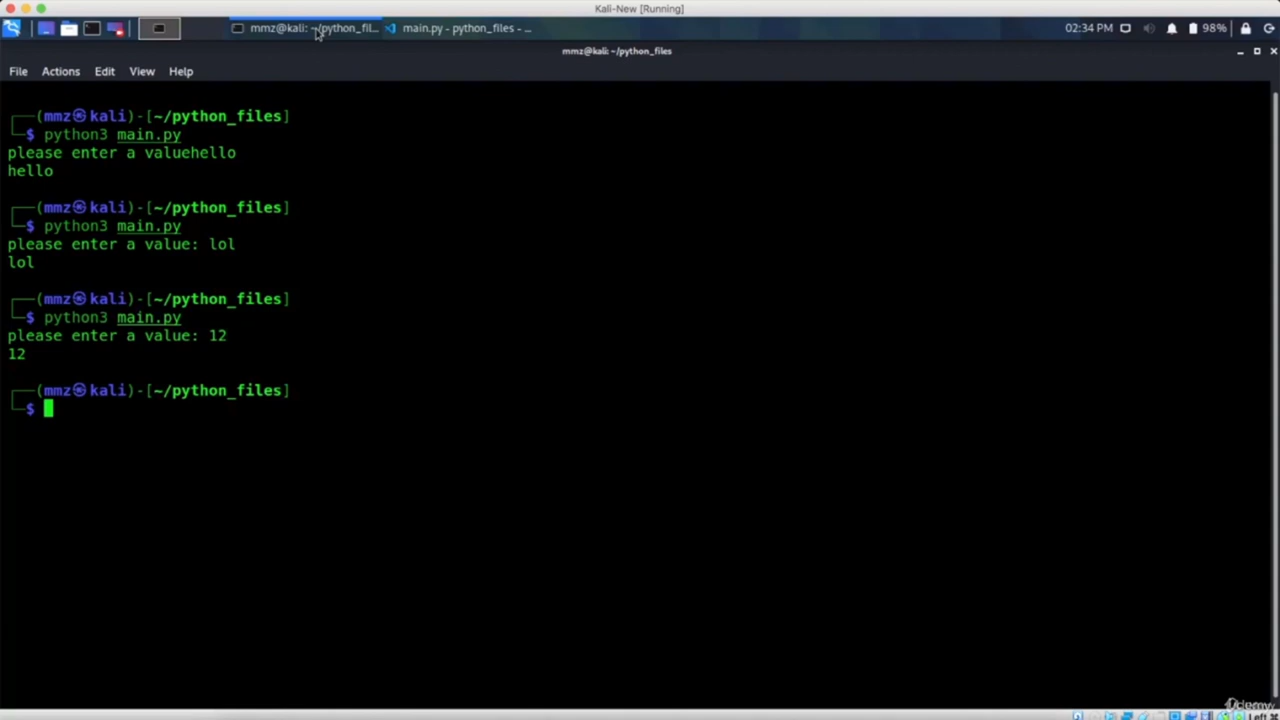 Kali-New [Running]
mmz@kali: ~/python_fil... main.py - python_files - ... 02:34 PM 98%
mmz@kali: ~/python_files
File Actions Edit View Help
(mmz㉿kali)-[~/python_files]
$ python3 main.py
please enter a valuehello
hello
(mmz㉿kali)-[~/python_files]
$ python3 main.py
please enter a value: lol
lol
(mmz㉿kali)-[~/python_files]
$ python3 main.py
please enter a value: 12
12
(mmz㉿kali)-[~/python_files]
$
Udemy
Left ⌘